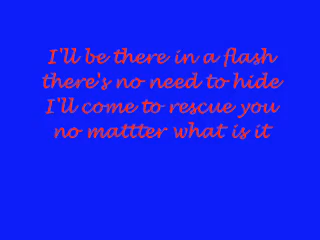 I'll be there in a flash
there's no need to hide
I'll come to rescue you
no mattter what is it